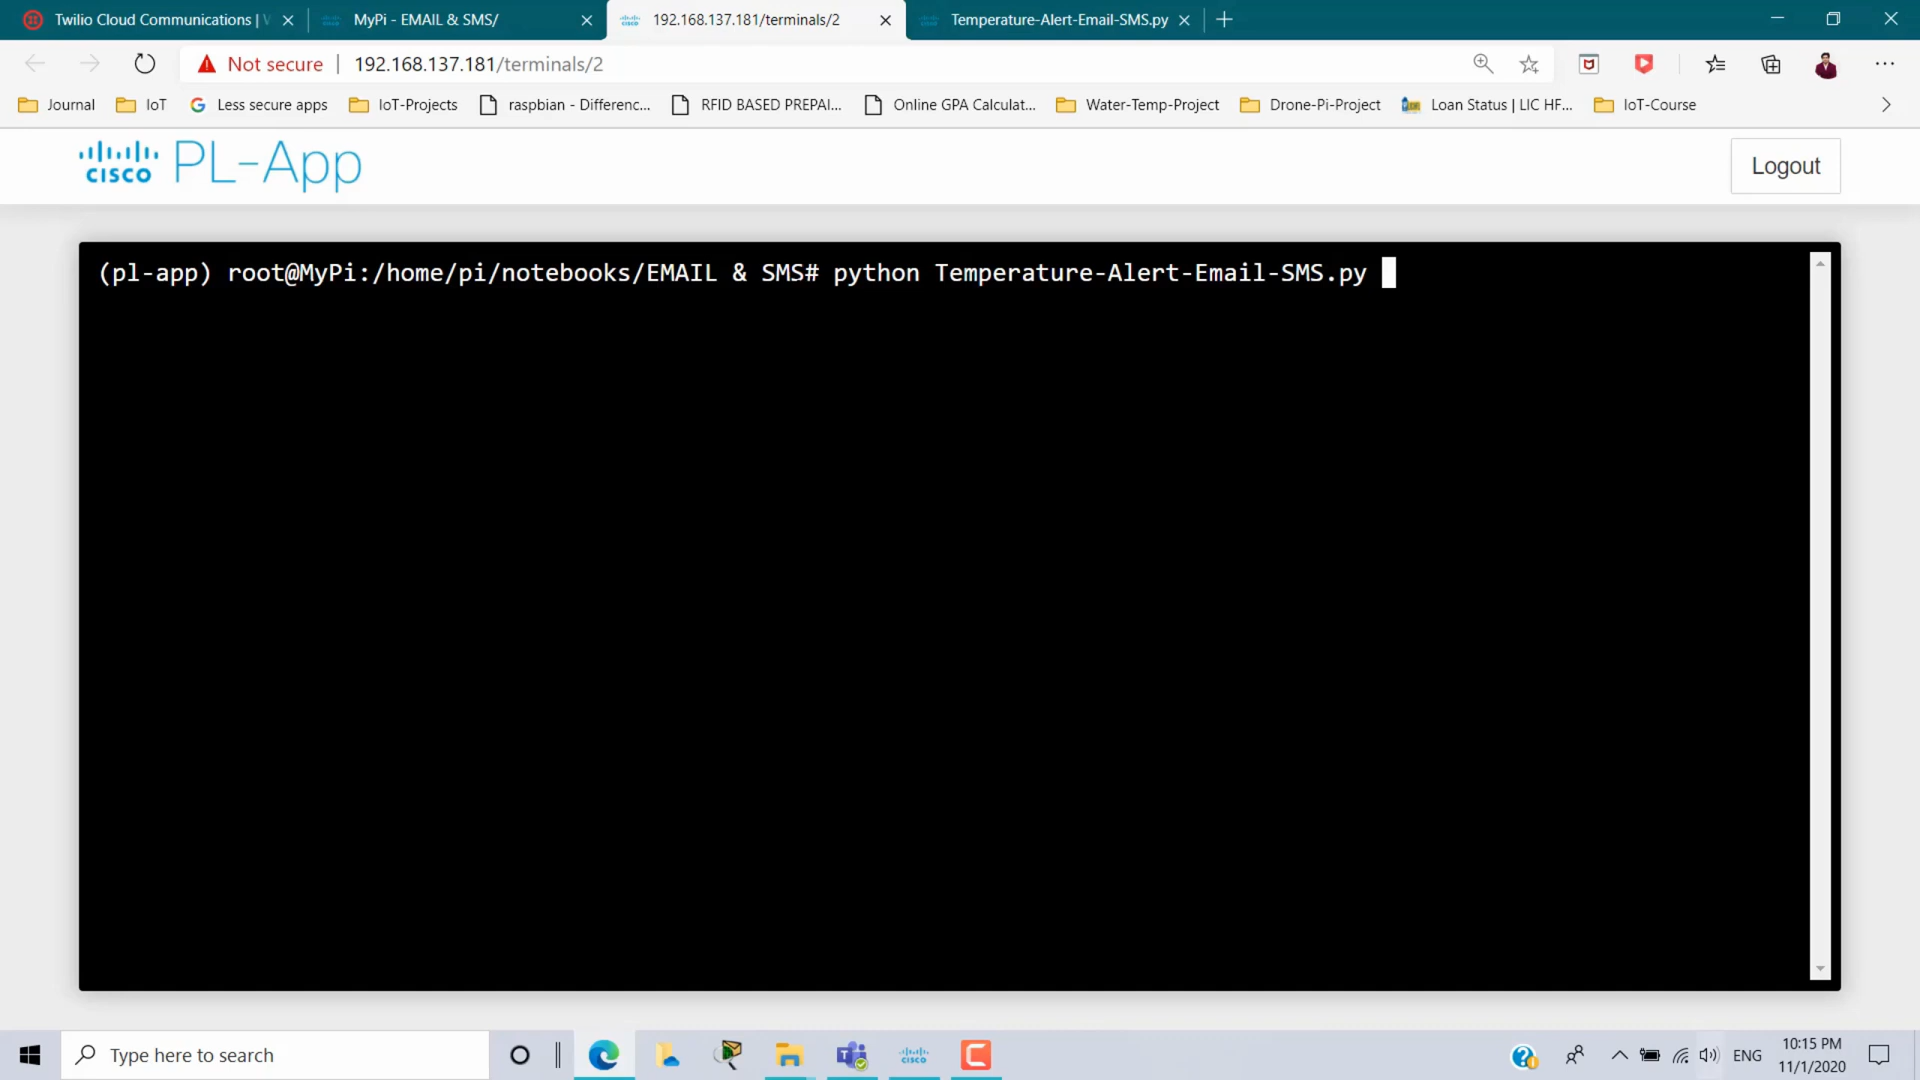 Twilio Cloud Communications | V
MyPi - EMAIL & SMS/
192.168.137.181/terminals/2
Temperature-Alert-Email-SMS.py
Not secure | 192.168.137.181/terminals/2
Journal
IoT
Less secure apps
IoT-Projects
raspbian - Differenc...
RFID BASED PREPAI...
Online GPA Calculat...
Water-Temp-Project
Drone-Pi-Project
Loan Status | LIC HF...
IoT-Course
CISCO PL-App
Logout
(pl-app) root@MyPi:/home/pi/notebooks/EMAIL & SMS# python Temperature-Alert-Email-SMS.py
Type here to search
CISCO
ENG
10:15 PM
11/1/2020